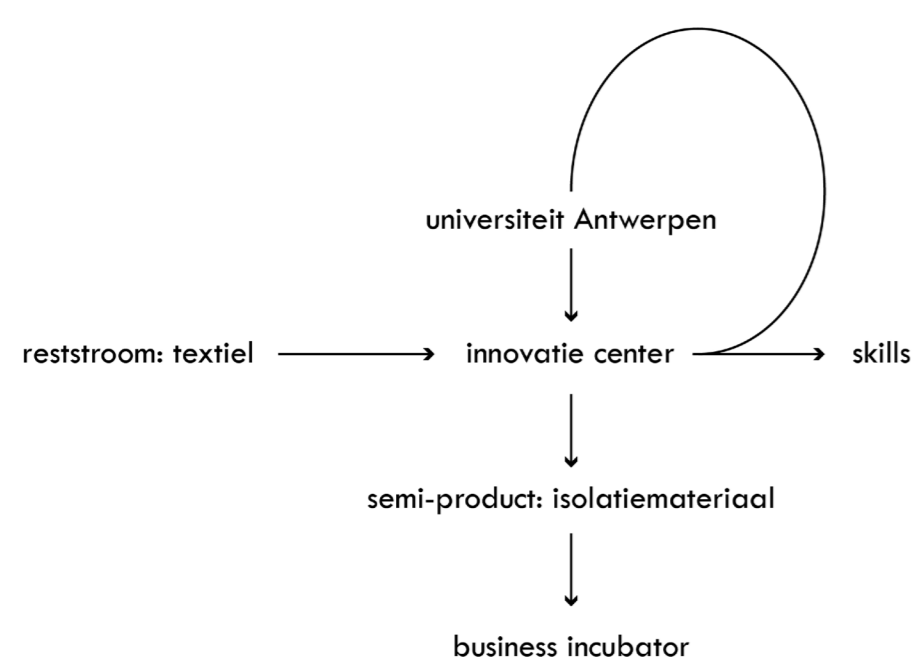 universiteit Antwerpen
reststroom: textiel
innovatie center
skills
semi-product: isolatiemateriaal
business incubator